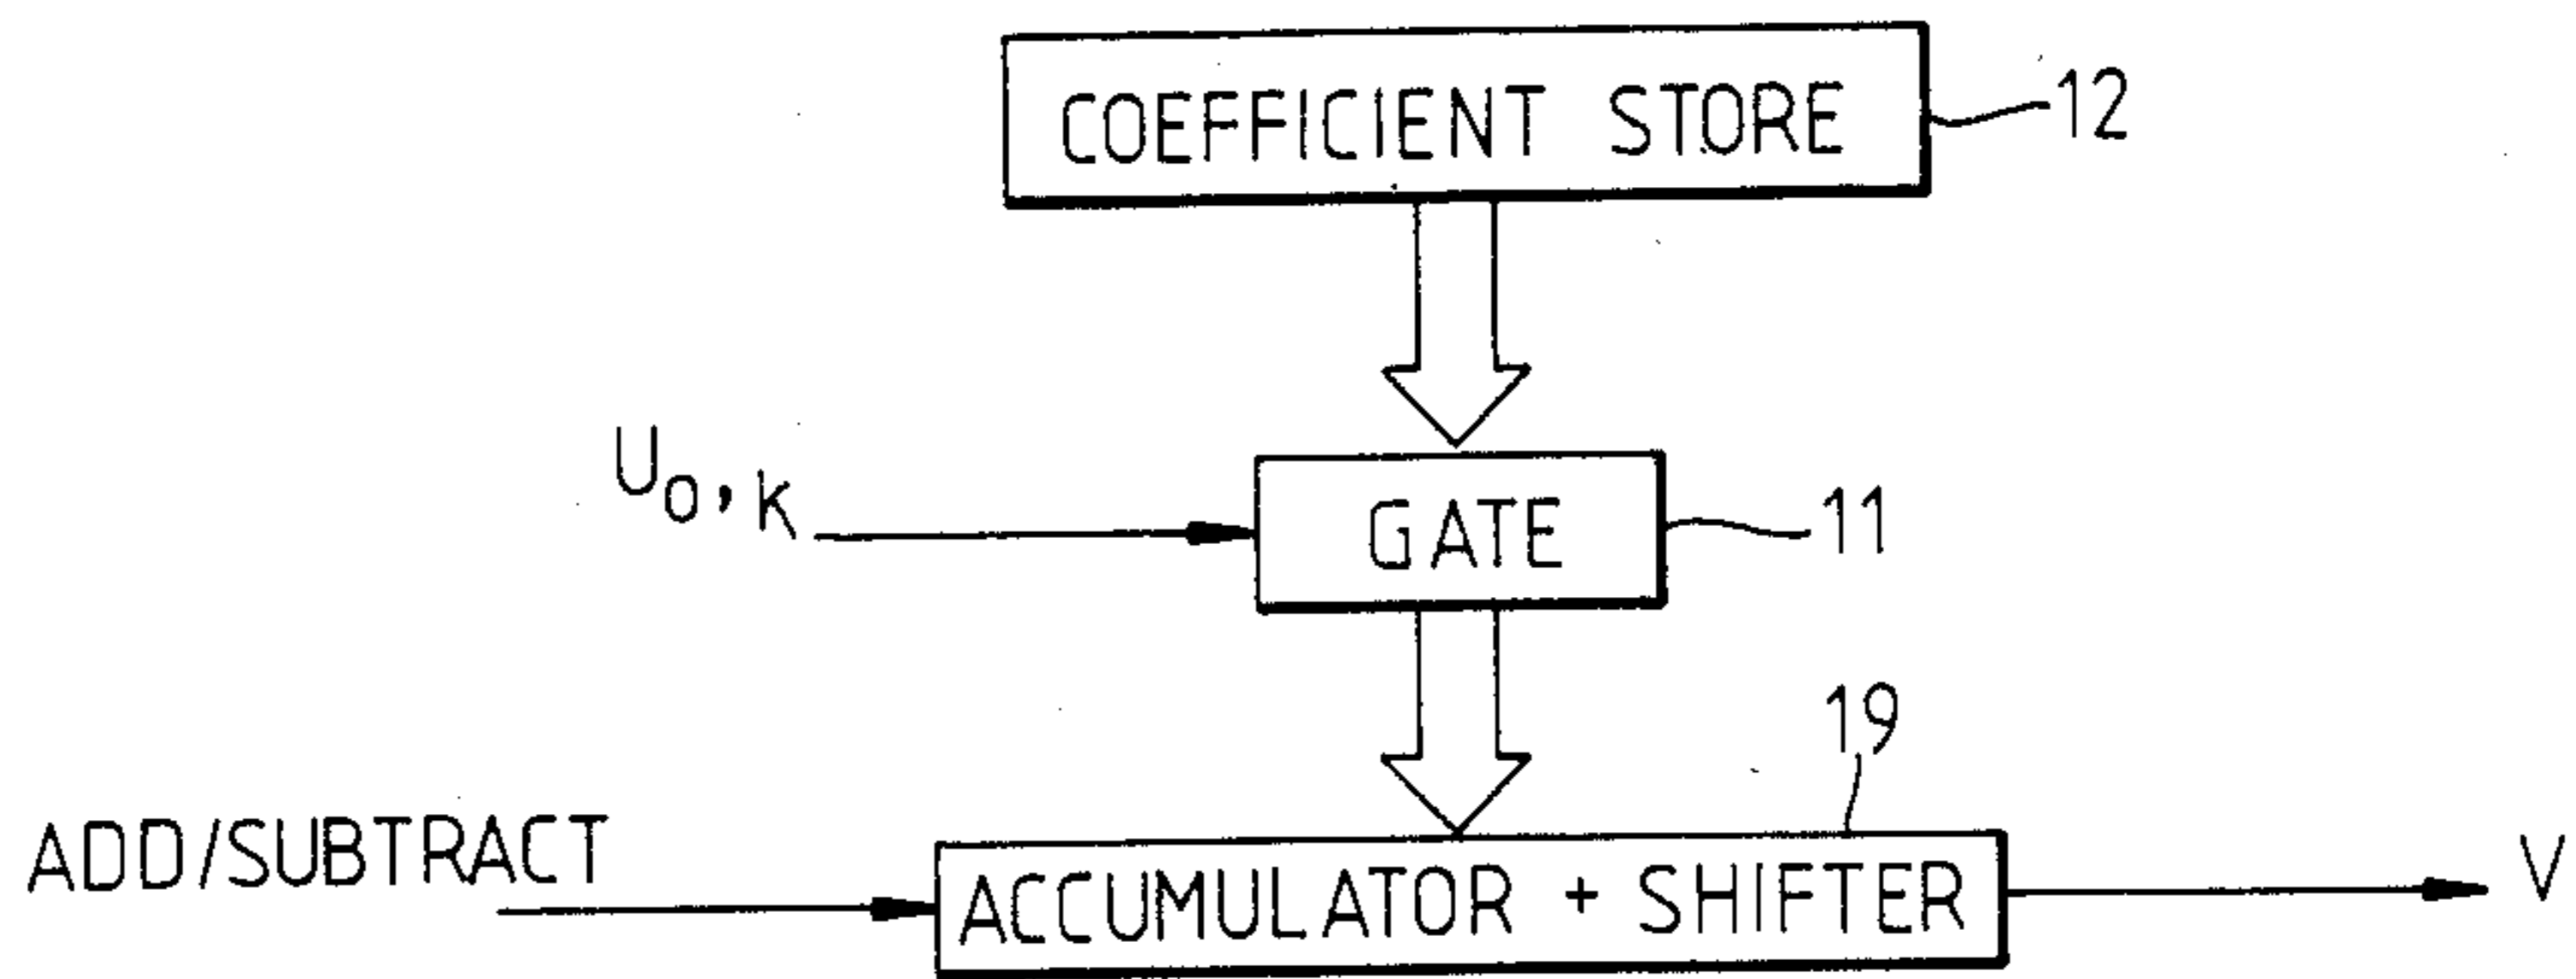 COEFFICIENT STORE
12
U₀,ₖ
GATE
11
19
ADD/SUBTRACT
ACCUMULATOR + SHIFTER
V